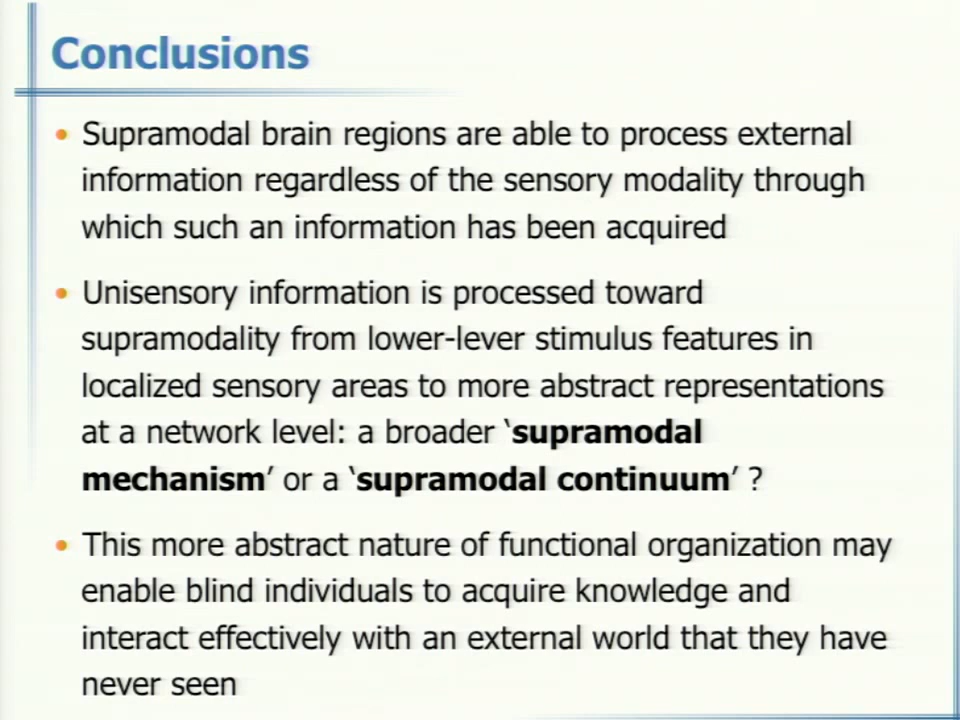 Conclusions
• Supramodal brain regions are able to process external
information regardless of the sensory modality through
which such an information has been acquired
• Unisensory information is processed toward
supramodality from lower-lever stimulus features in
localized sensory areas to more abstract representations
at a network level: a broader ‘supramodal
mechanism’ or a ‘supramodal continuum’ ?
• This more abstract nature of functional organization may
enable blind individuals to acquire knowledge and
interact effectively with an external world that they have
never seen